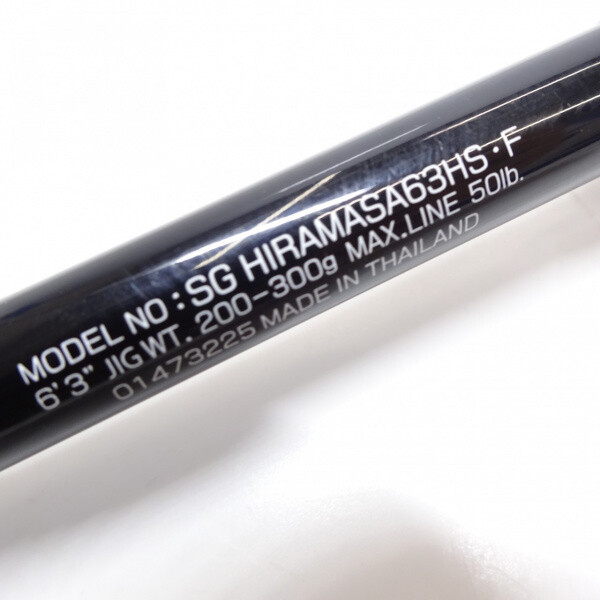 MODEL NO : SG HIRAMASA63HS・F
6'3" JIG WT. 200-300g MAX.LINE 50lb.
01473225 MADE IN THAILAND